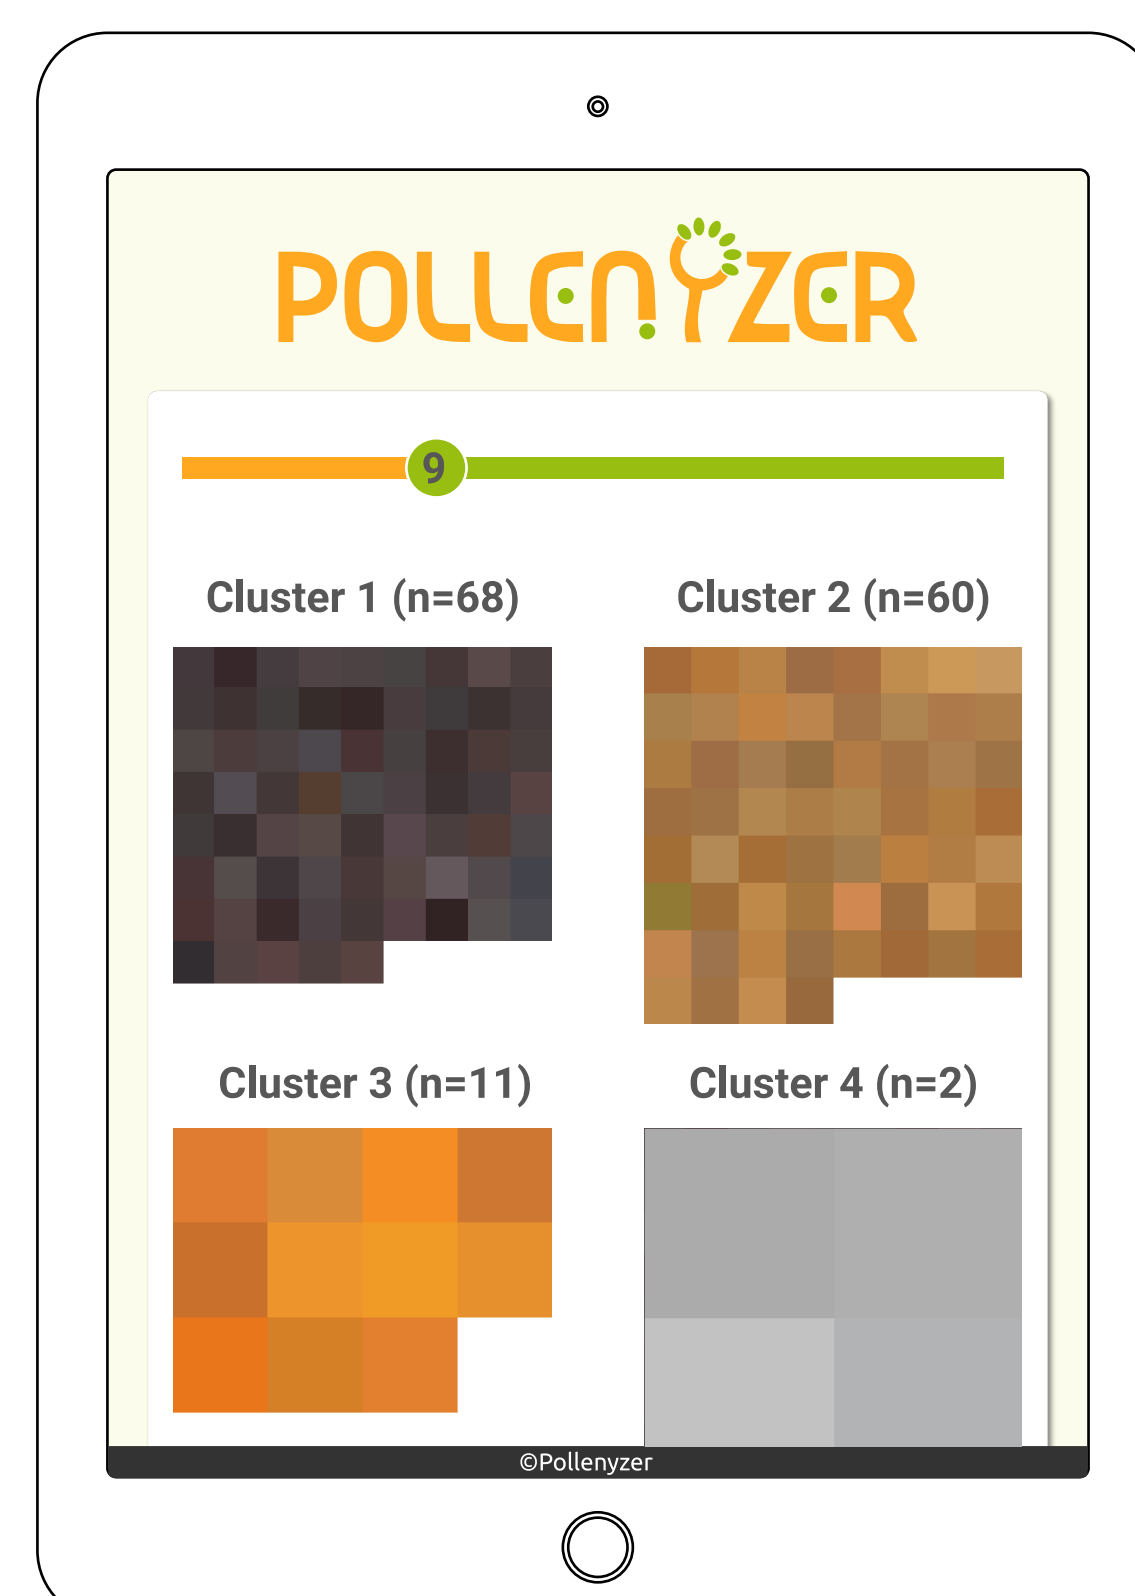 POLLENYZER
9
Cluster 1 (n=68)
Cluster 2 (n=60)
Cluster 3 (n=11)
Cluster 4 (n=2)
©Pollenyzer